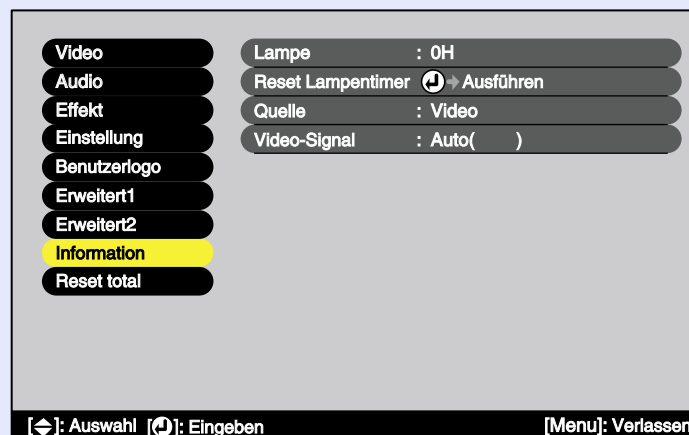 Video
Audio
Effekt
Einstellung
Benutzerlogo
Erweitert1
Erweitert2
Information
Reset total
Lampe : 0H
Reset Lampentimer Ausführen
Quelle : Video
Video-Signal : Auto( )
[ ]: Auswahl [ ]: Eingeben [Menu]: Verlassen